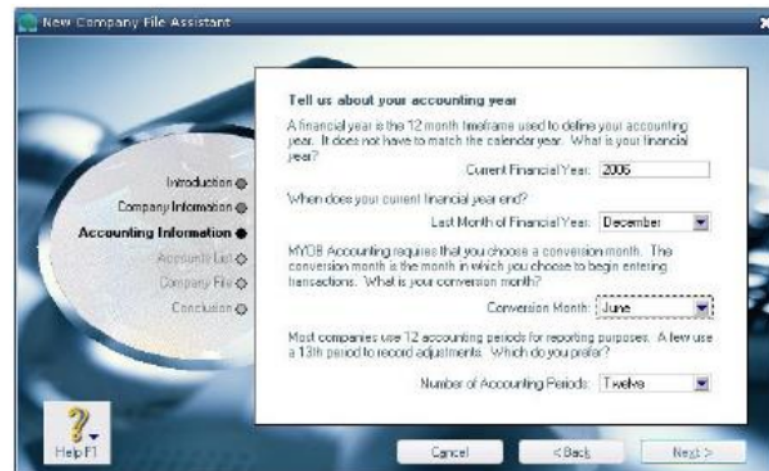 New Company File Assistant
Tell us about your accounting year
A financial year is the 12 month timeframe used to define your accounting
year. It does not have to match the calendar year. What is your financial
year?
Current Financial Year: 2006
When does your current financial year end?
Last Month of Financial Year: December
MYOB Accounting requires that you choose a conversion month. The
conversion month is the month in which you choose to begin entering
transactions. What is your conversion month?
Conversion Month: June
Most companies use 12 accounting periods for reporting purposes. A few use
a 13th period to record adjustments. Which do you prefer?
Number of Accounting Periods: Twelve
Introduction
Company Information
Accounting Information
Accounts List
Company File
Conclusion
Help F1
Cancel
< Back
Next >